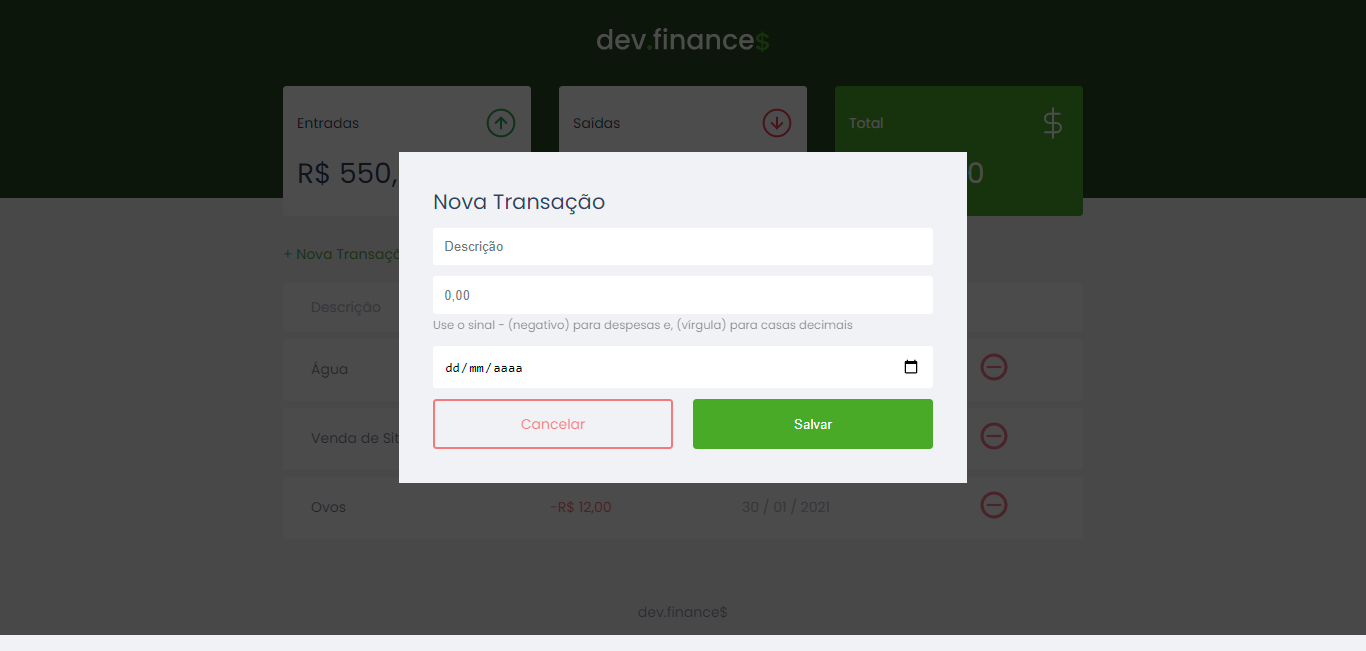 dev.finance$
Entradas
Saídas
Total
R$ 550,
0
Nova Transação
Descrição
0,00
Use o sinal - (negativo) para despesas e, (vírgula) para casas decimais
dd/mm/aaaa
Cancelar
Salvar
+ Nova Transaçã
Descrição
Água
Venda de Sit
Ovos
-R$ 12,00
30 / 01 / 2021
dev.finance$